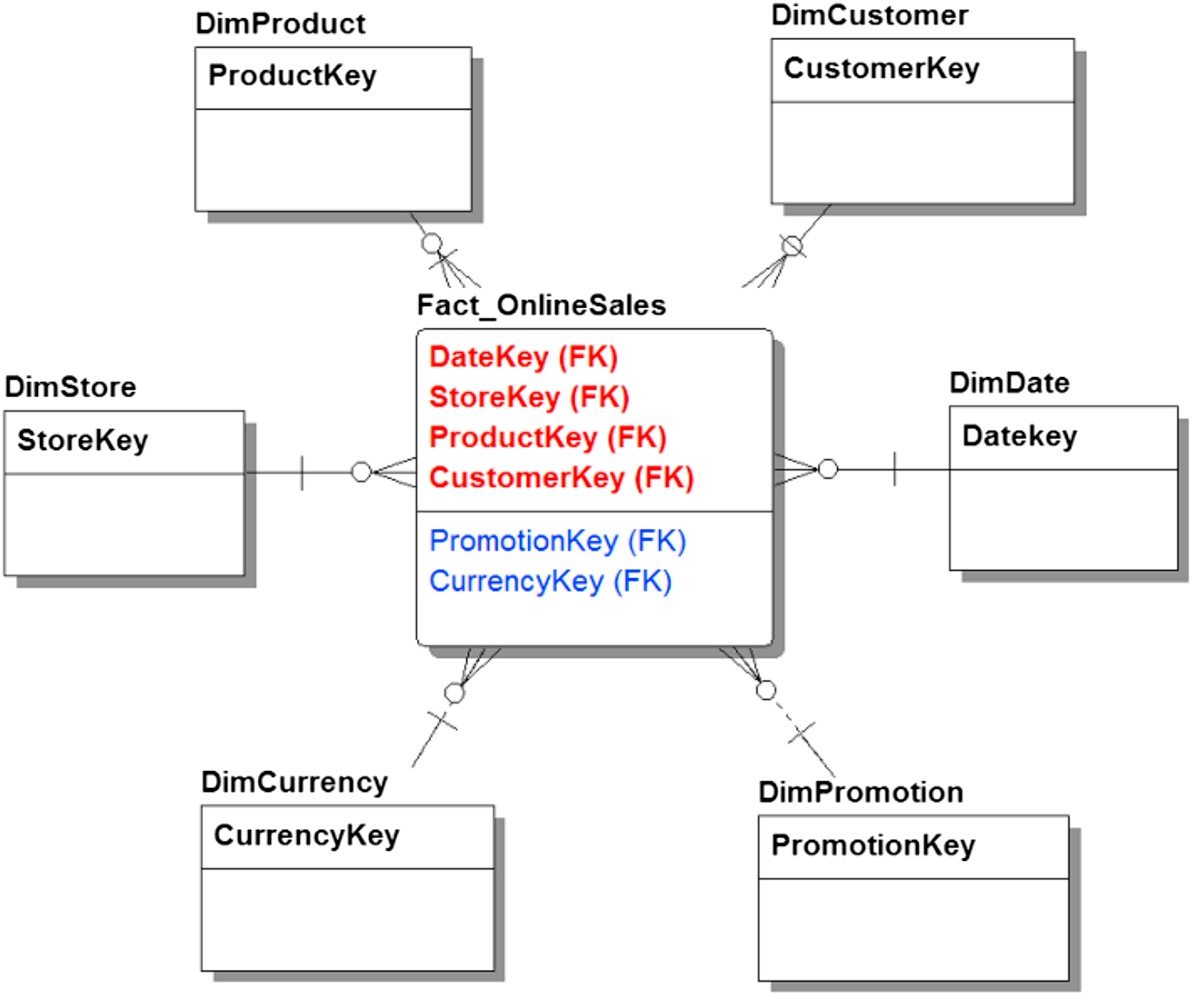 DimProduct
ProductKey
DimCustomer
CustomerKey
Fact_OnlineSales
DateKey (FK)
StoreKey (FK)
ProductKey (FK)
CustomerKey (FK)
PromotionKey (FK)
CurrencyKey (FK)
DimStore
StoreKey
DimDate
Datekey
DimCurrency
CurrencyKey
DimPromotion
PromotionKey